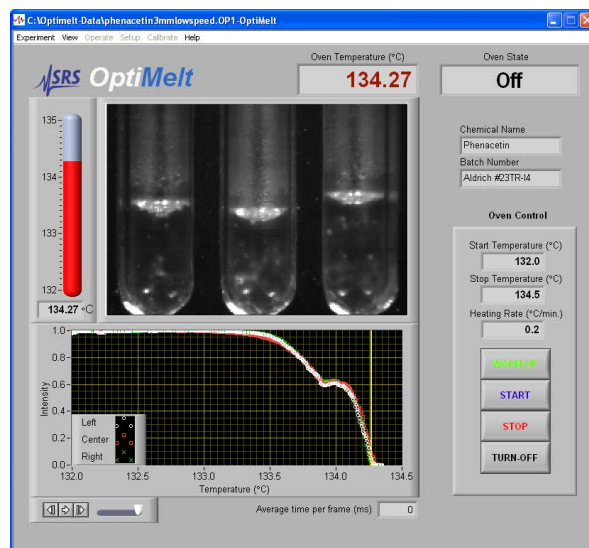 C:\Optimelt-Data\phenacetin3mmlowspeed.OP1-OptiMelt
Experiment View Operate Setup Calibrate Help
SRS OptiMelt
Oven Temperature (°C)
134.27
Oven State
Off
135
134
133
132
134.27 °C
Chemical Name
Phenacetin
Batch Number
Aldrich #23TR-I4
Oven Control
Start Temperature (°C)
132.0
Stop Temperature (°C)
134.5
Heating Rate (°C/min.)
0.2
START
STOP
TURN-OFF
Intensity
1.0
0.8
0.6
0.4
0.2
0.0
Left
Center
Right
132.0 132.5 133.0 133.5 134.0 134.5
Temperature (°C)
Average time per frame (ms) 0